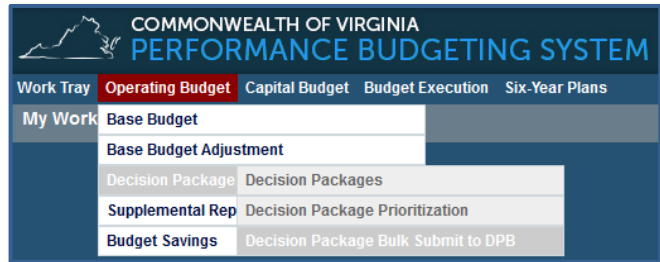 COMMONWEALTH OF VIRGINIA
PERFORMANCE BUDGETING SYSTEM
Work Tray Operating Budget Capital Budget Budget Execution Six-Year Plans
My Work Base Budget
Base Budget Adjustment
Decision Package Decision Packages
Supplemental Rep Decision Package Prioritization
Budget Savings Decision Package Bulk Submit to DPB